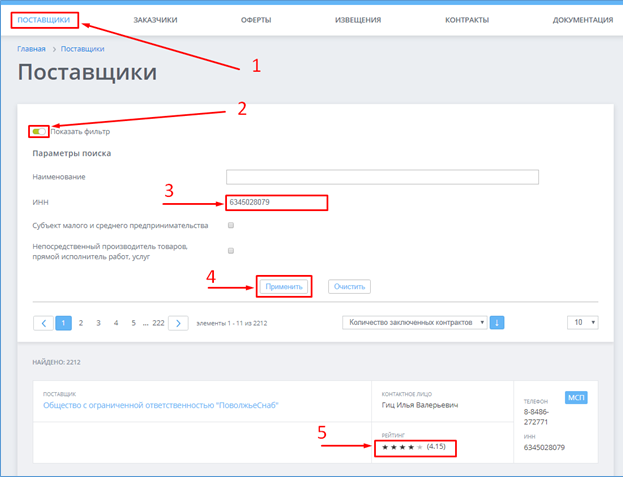 ПОСТАВЩИКИ ЗАКАЗЧИКИ ОФЕРТЫ ИЗВЕЩЕНИЯ КОНТРАКТЫ ДОКУМЕНТАЦИЯ
Главная > Поставщики
1
Поставщики
2
Показать фильтр
Параметры поиска
Наименование
3
ИНН 6345028079
Субъект малого и среднего предпринимательства
Непосредственный производитель товаров,
прямой исполнитель работ, услуг
4
Применить Очистить
< 1 2 3 4 5 ... 222 > элементы 1 - 11 из 2212 Количество заключенных контрактов 10
НАЙДЕНО: 2212
ПОСТАВЩИК
Общество с ограниченной ответственностью "ПоволжьеСнаб"
КОНТАКТНОЕ ЛИЦО
Гиц Илья Валерьевич
5
РЕЙТИНГ
★ ★ ★ ★ ★ (4.15)
МСП
ТЕЛЕФОН
8-8486-
272771
ИНН
6345028079